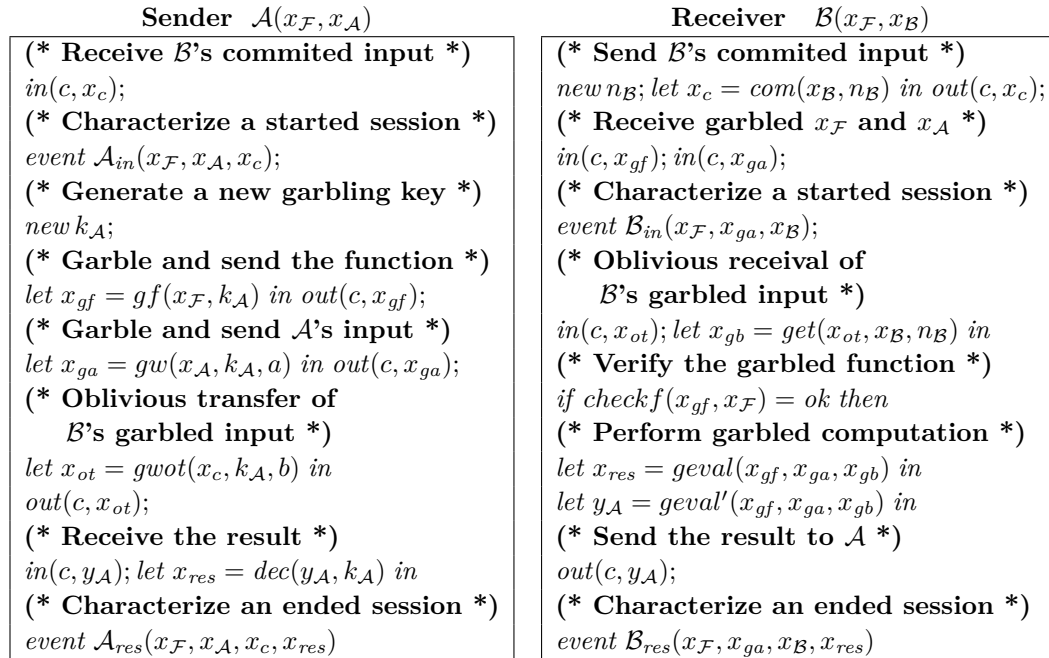 Sender 𝒜(x_ℱ, x_𝒜)
(* Receive ℬ's commited input *)
in(c, x_c);
(* Characterize a started session *)
event 𝒜_in(x_ℱ, x_𝒜, x_c);
(* Generate a new garbling key *)
new k_𝒜;
(* Garble and send the function *)
let x_gf = gf(x_ℱ, k_𝒜) in out(c, x_gf);
(* Garble and send 𝒜's input *)
let x_ga = gw(x_𝒜, k_𝒜, a) in out(c, x_ga);
(* Oblivious transfer of
ℬ's garbled input *)
let x_ot = gwot(x_c, k_𝒜, b) in
out(c, x_ot);
(* Receive the result *)
in(c, y_𝒜); let x_res = dec(y_𝒜, k_𝒜) in
(* Characterize an ended session *)
event 𝒜_res(x_ℱ, x_𝒜, x_c, x_res)
Receiver ℬ(x_ℱ, x_ℬ)
(* Send ℬ's commited input *)
new n_ℬ; let x_c = com(x_ℬ, n_ℬ) in out(c, x_c);
(* Receive garbled x_ℱ and x_𝒜 *)
in(c, x_gf); in(c, x_ga);
(* Characterize a started session *)
event ℬ_in(x_ℱ, x_ga, x_ℬ);
(* Oblivious receival of
ℬ's garbled input *)
in(c, x_ot); let x_gb = get(x_ot, x_ℬ, n_ℬ) in
(* Verify the garbled function *)
if checkf(x_gf, x_ℱ) = ok then
(* Perform garbled computation *)
let x_res = geval(x_gf, x_ga, x_gb) in
let y_𝒜 = geval'(x_gf, x_ga, x_gb) in
(* Send the result to 𝒜 *)
out(c, y_𝒜);
(* Characterize an ended session *)
event ℬ_res(x_ℱ, x_ga, x_ℬ, x_res)